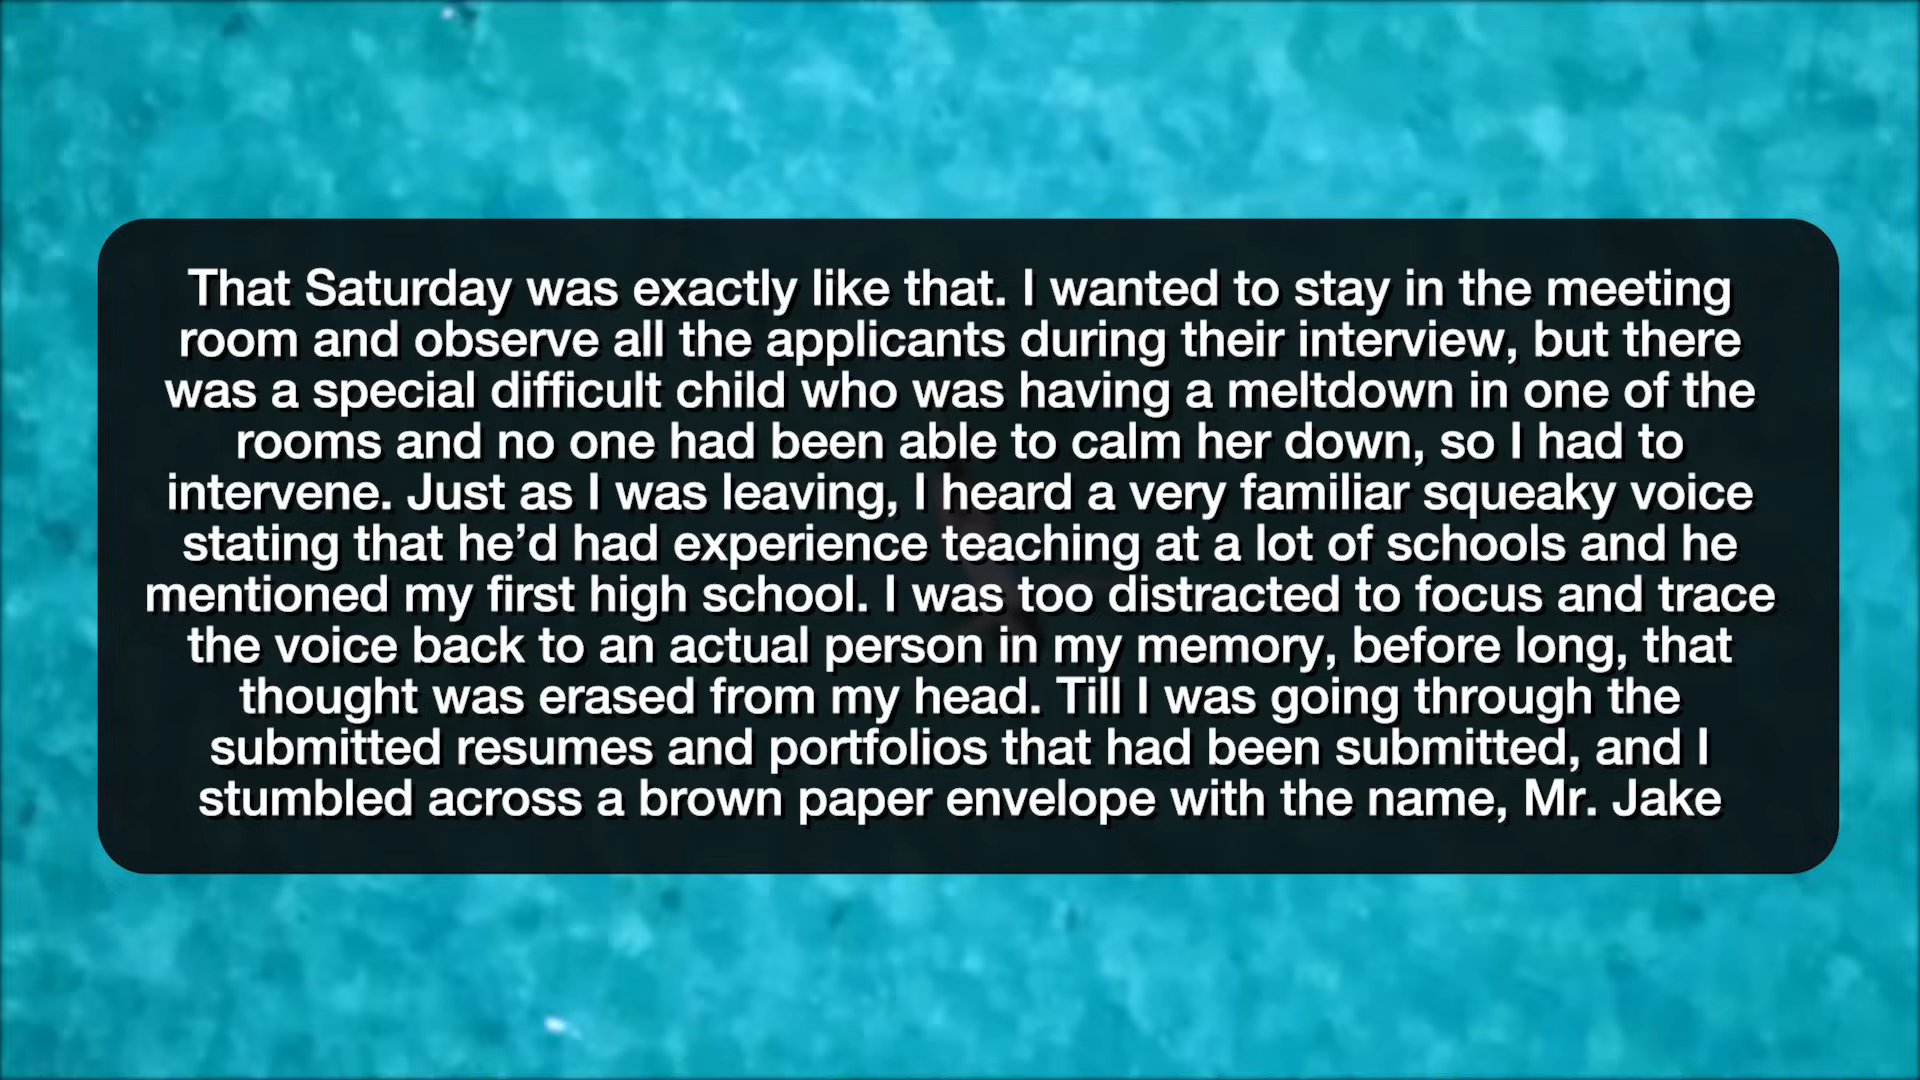 That Saturday was exactly like that. I wanted to stay in the meeting
room and observe all the applicants during their interview, but there
was a special difficult child who was having a meltdown in one of the
rooms and no one had been able to calm her down, so I had to
intervene. Just as I was leaving, I heard a very familiar squeaky voice
stating that he’d had experience teaching at a lot of schools and he
mentioned my first high school. I was too distracted to focus and trace
the voice back to an actual person in my memory, before long, that
thought was erased from my head. Till I was going through the
submitted resumes and portfolios that had been submitted, and I
stumbled across a brown paper envelope with the name, Mr. Jake